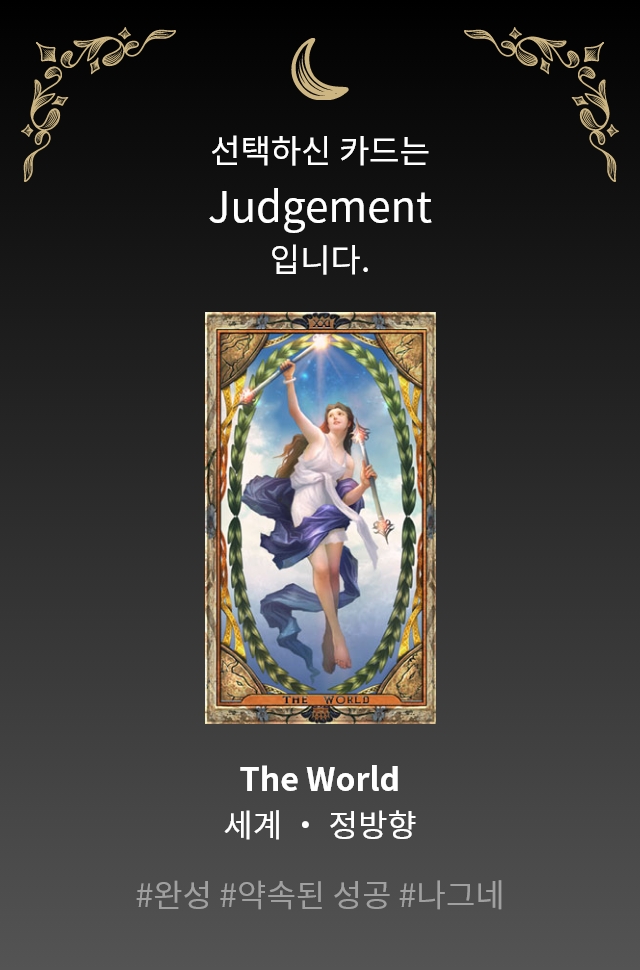 선택하신 카드는
Judgement
입니다.
XXI
THE WORLD
The World
세계 • 정방향
#완성 #약속된 성공 #나그네